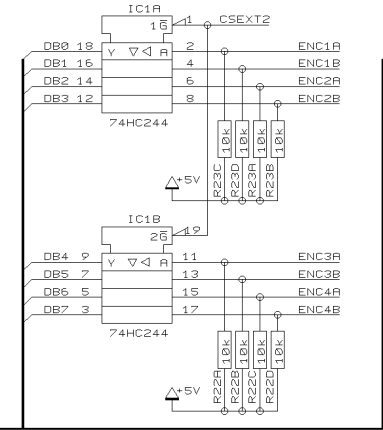 IC1A
1G̅ 1 CSEXT2
DB0 18 Y A 2 ENC1A
DB1 16 4 ENC1B
DB2 14 6 ENC2A
DB3 12 8 ENC2B
74HC244
10k 10k 10k 10k
R23C R23D R23A R23B
+5V
IC1B
2G̅ 19
DB4 9 Y A 11 ENC3A
DB5 7 13 ENC3B
DB6 5 15 ENC4A
DB7 3 17 ENC4B
74HC244
10k 10k 10k 10k
R22A R22B R22C R22D
+5V